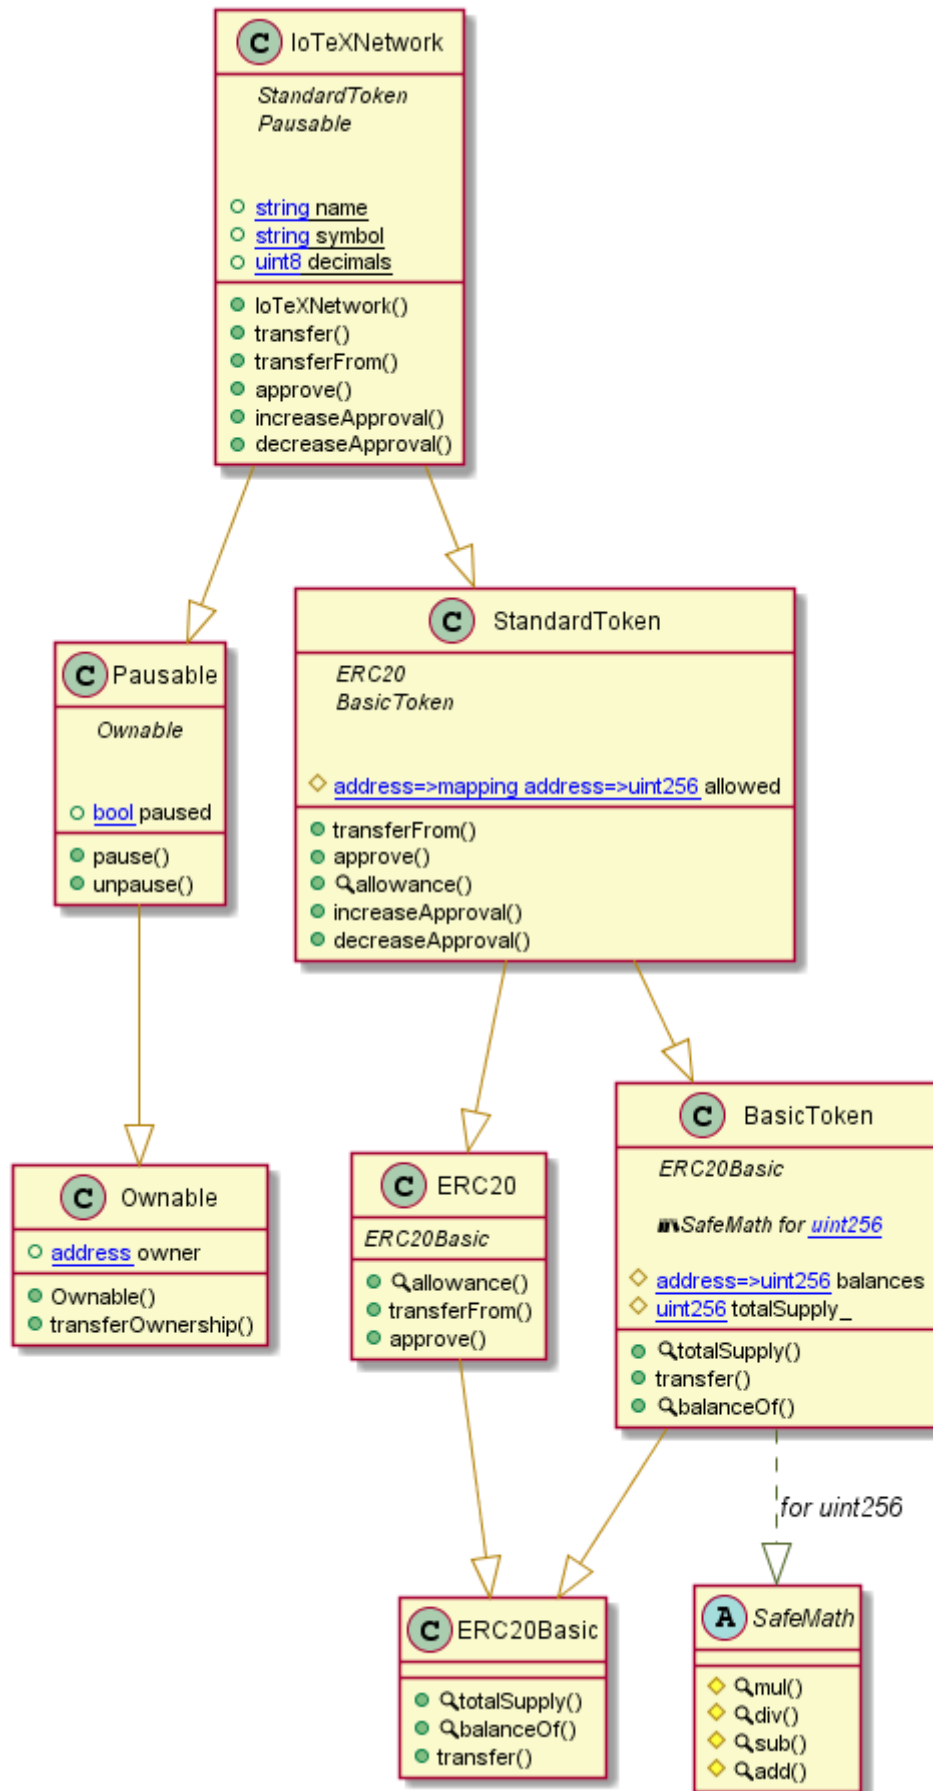 C IoTeXNetwork
StandardToken
Pausable
string name
string symbol
uint8 decimals
IoTeXNetwork()
transfer()
transferFrom()
approve()
increaseApproval()
decreaseApproval()
C Pausable
Ownable
bool paused
pause()
unpause()
C StandardToken
ERC20
BasicToken
address=>mapping address=>uint256 allowed
transferFrom()
approve()
allowance()
increaseApproval()
decreaseApproval()
C Ownable
address owner
Ownable()
transferOwnership()
C ERC20
ERC20Basic
allowance()
transferFrom()
approve()
C BasicToken
ERC20Basic
SafeMath for uint256
address=>uint256 balances
uint256 totalSupply_
totalSupply()
transfer()
balanceOf()
for uint256
C ERC20Basic
totalSupply()
balanceOf()
transfer()
A SafeMath
mul()
div()
sub()
add()